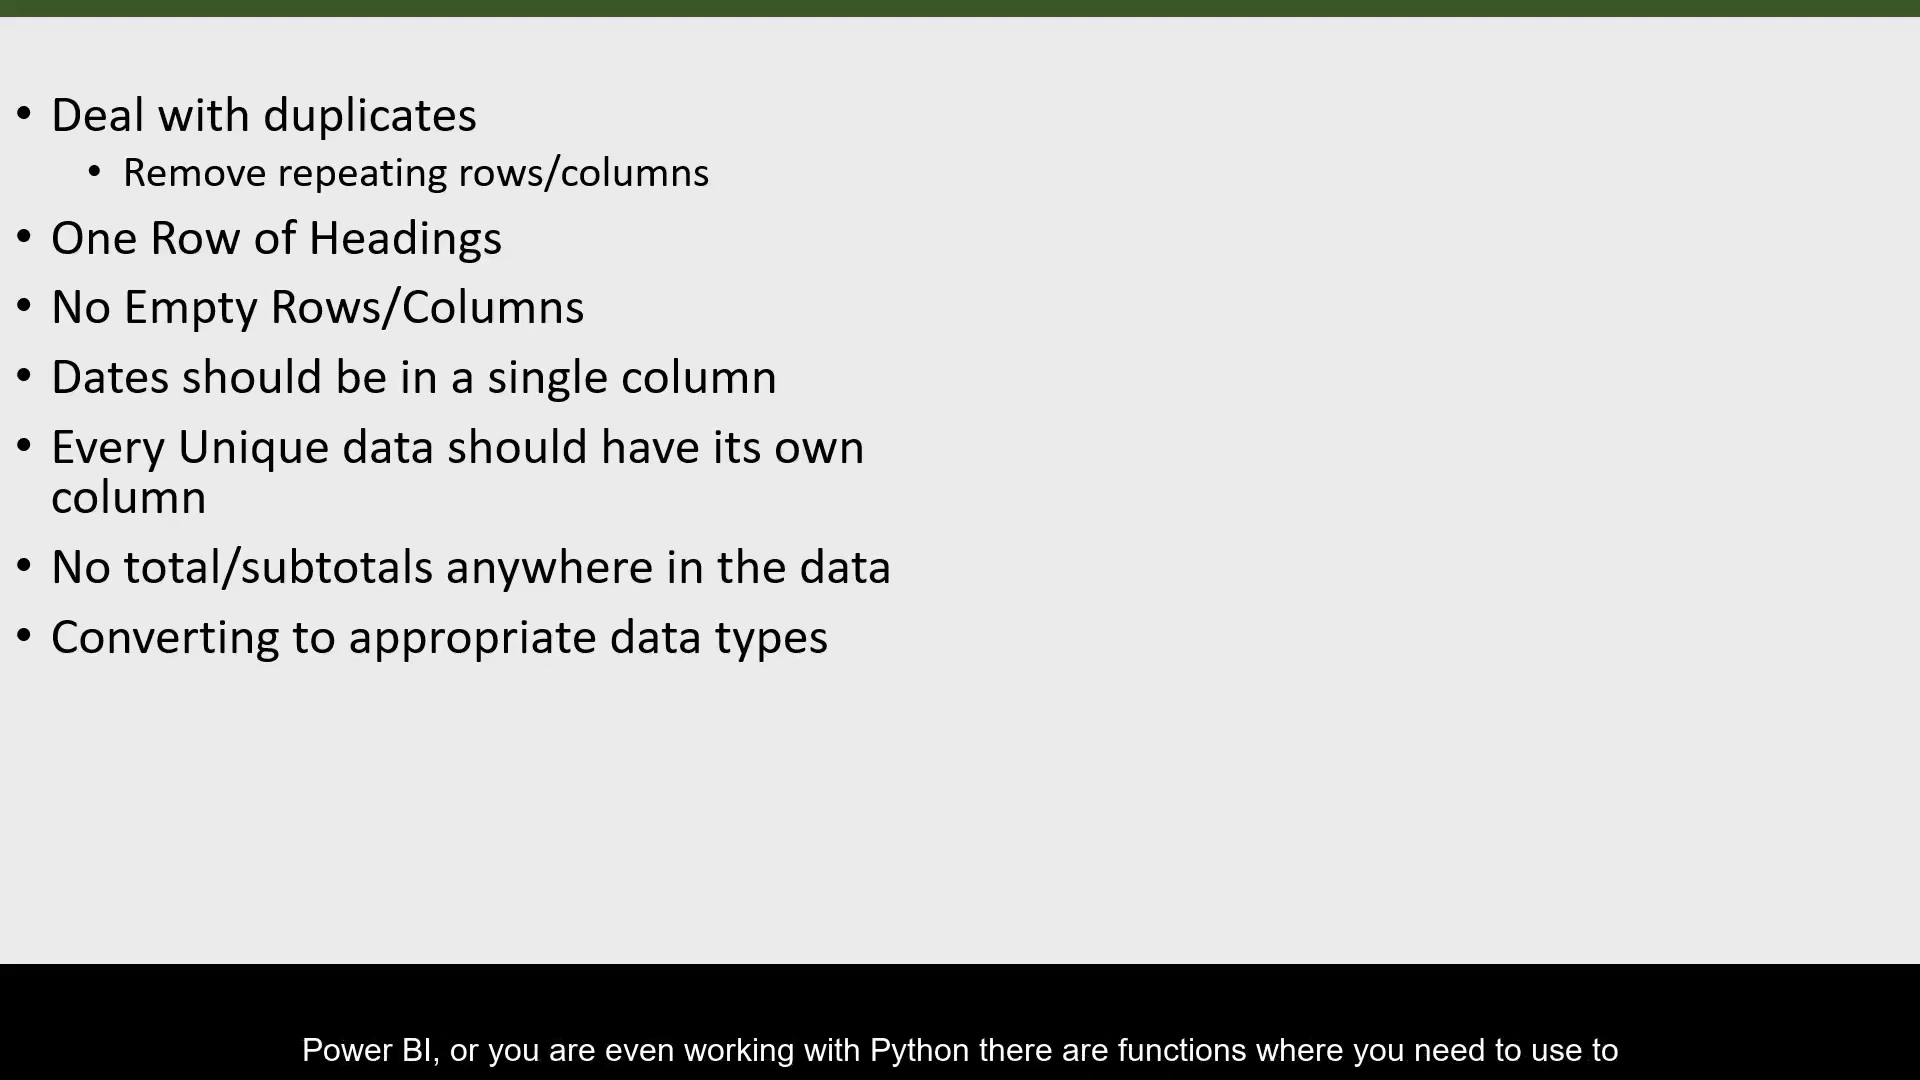 • Deal with duplicates
• Remove repeating rows/columns
• One Row of Headings
• No Empty Rows/Columns
• Dates should be in a single column
• Every Unique data should have its own
column
• No total/subtotals anywhere in the data
• Converting to appropriate data types
Power BI, or you are even working with Python there are functions where you need to use to